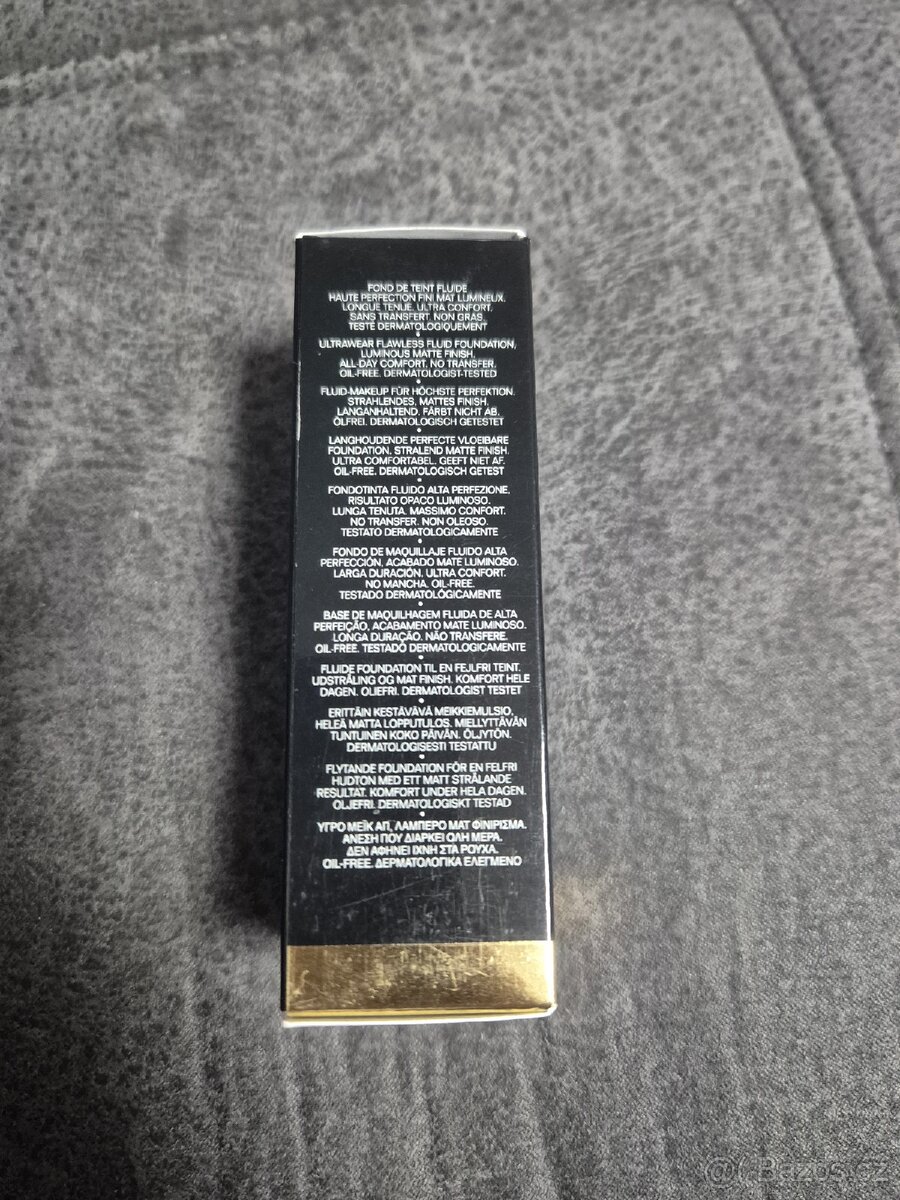 FOND DE TEINT FLUIDE
HAUTE PERFECTION FINI MAT LUMINEUX.
LONGUE TENUE. ULTRA CONFORT.
SANS TRANSFERT. NON GRAS.
TESTÉ DERMATOLOGIQUEMENT
•
ULTRAWEAR FLAWLESS FLUID FOUNDATION,
LUMINOUS MATTE FINISH.
ALL-DAY COMFORT. NO TRANSFER.
OIL-FREE. DERMATOLOGIST-TESTED
•
FLUID-MAKEUP FÜR HÖCHSTE PERFEKTION.
STRAHLENDES, MATTES FINISH.
LANGANHALTEND. FÄRBT NICHT AB.
ÖLFREI. DERMATOLOGISCH GETESTET
•
LANGHOUDENDE PERFECTE VLOEIBARE
FOUNDATION. STRALEND MATTE FINISH.
ULTRA COMFORTABEL. GEEFT NIET AF.
OIL-FREE. DERMATOLOGISCH GETEST
•
FONDOTINTA FLUIDO ALTA PERFEZIONE.
RISULTATO OPACO LUMINOSO.
LUNGA TENUTA. MASSIMO CONFORT.
NO TRANSFER. NON OLEOSO.
TESTATO DERMATOLOGICAMENTE
•
FONDO DE MAQUILLAJE FLUIDO ALTA
PERFECCIÓN, ACABADO MATE LUMINOSO.
LARGA DURACIÓN. ULTRA CONFORT.
NO MANCHA. OIL-FREE.
TESTADO DERMATOLÓGICAMENTE
•
BASE DE MAQUILHAGEM FLUIDA DE ALTA
PERFEIÇÃO, ACABAMENTO MATE LUMINOSO.
LONGA DURAÇÃO. NÃO TRANSFERE.
OIL-FREE. TESTADO DERMATOLOGICAMENTE
•
FLUIDE FOUNDATION TIL EN FEJLFRI TEINT.
UDSTRÅLING OG MAT FINISH. KOMFORT HELE
DAGEN. OLIEFRI. DERMATOLOGIST TESTET
•
ERITTÄIN KESTÄVÄVÄ MEIKKIEMULSIO,
HELEÄ MATTA LOPPUTULOS. MIELLYTTÄVÄN
TUNTUINEN KOKO PÄIVÄN. ÖLJYTÖN.
DERMATOLOGISESTI TESTATTU
•
FLYTANDE FOUNDATION FÖR EN FELFRI
HUDTON MED ETT MATT STRÅLANDE
RESULTAT. KOMFORT UNDER HELA DAGEN.
OLJEFRI. DERMATOLOGISKT TESTAD
•
ΥΓΡΟ ΜΕΪΚ ΑΠ, ΛΑΜΠΕΡΟ ΜΑΤ ΦΙΝΙΡΙΣΜΑ.
ΑΝΕΣΗ ΠΟΥ ΔΙΑΡΚΕΙ ΟΛΗ ΜΕΡΑ.
ΔΕΝ ΑΦΗΝΕΙ ΙΧΝΗ ΣΤΑ ΡΟΥΧΑ.
OIL-FREE. ΔΕΡΜΑΤΟΛΟΓΙΚΑ ΕΛΕΓΜΕΝΟ
Bazos.cz